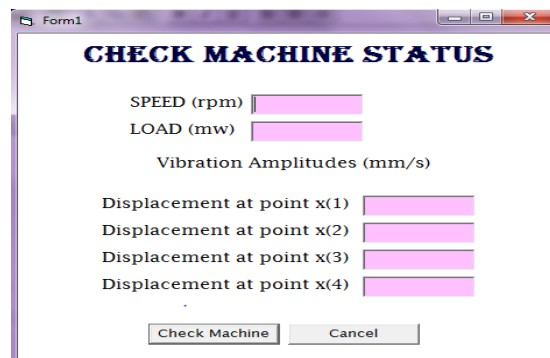 Form1
CHECK MACHINE STATUS
SPEED (rpm)
LOAD (mw)
Vibration Amplitudes (mm/s)
Displacement at point x(1)
Displacement at point x(2)
Displacement at point x(3)
Displacement at point x(4)
Check Machine Cancel